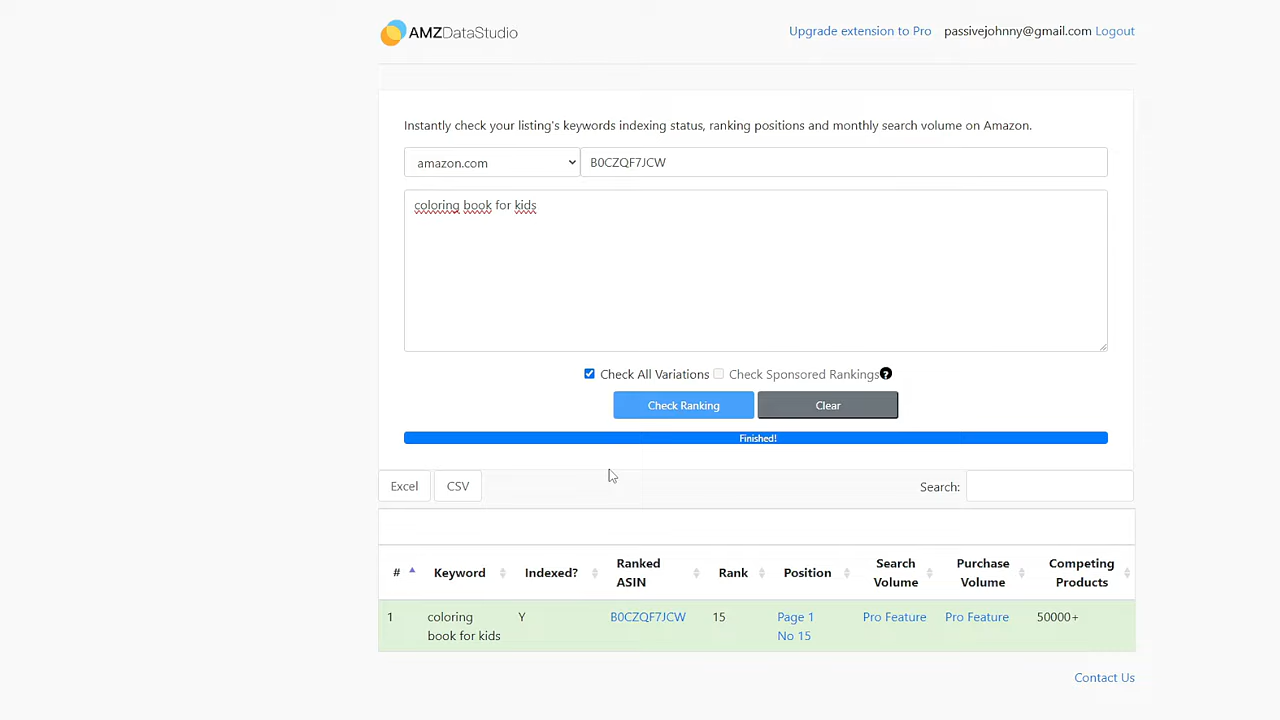 AMZDataStudio
Upgrade extension to Pro passivejohnny@gmail.com Logout
Instantly check your listing's keywords indexing status, ranking positions and monthly search volume on Amazon.
amazon.com B0CZQF7JCW
coloring book for kids
Check All Variations Check Sponsored Rankings ?
Check Ranking Clear
Finished!
Excel CSV Search:
# Keyword Indexed? Ranked ASIN Rank Position Search Volume Purchase Volume Competing Products
1 coloring book for kids Y B0CZQF7JCW 15 Page 1 No 15 Pro Feature Pro Feature 50000+
Contact Us